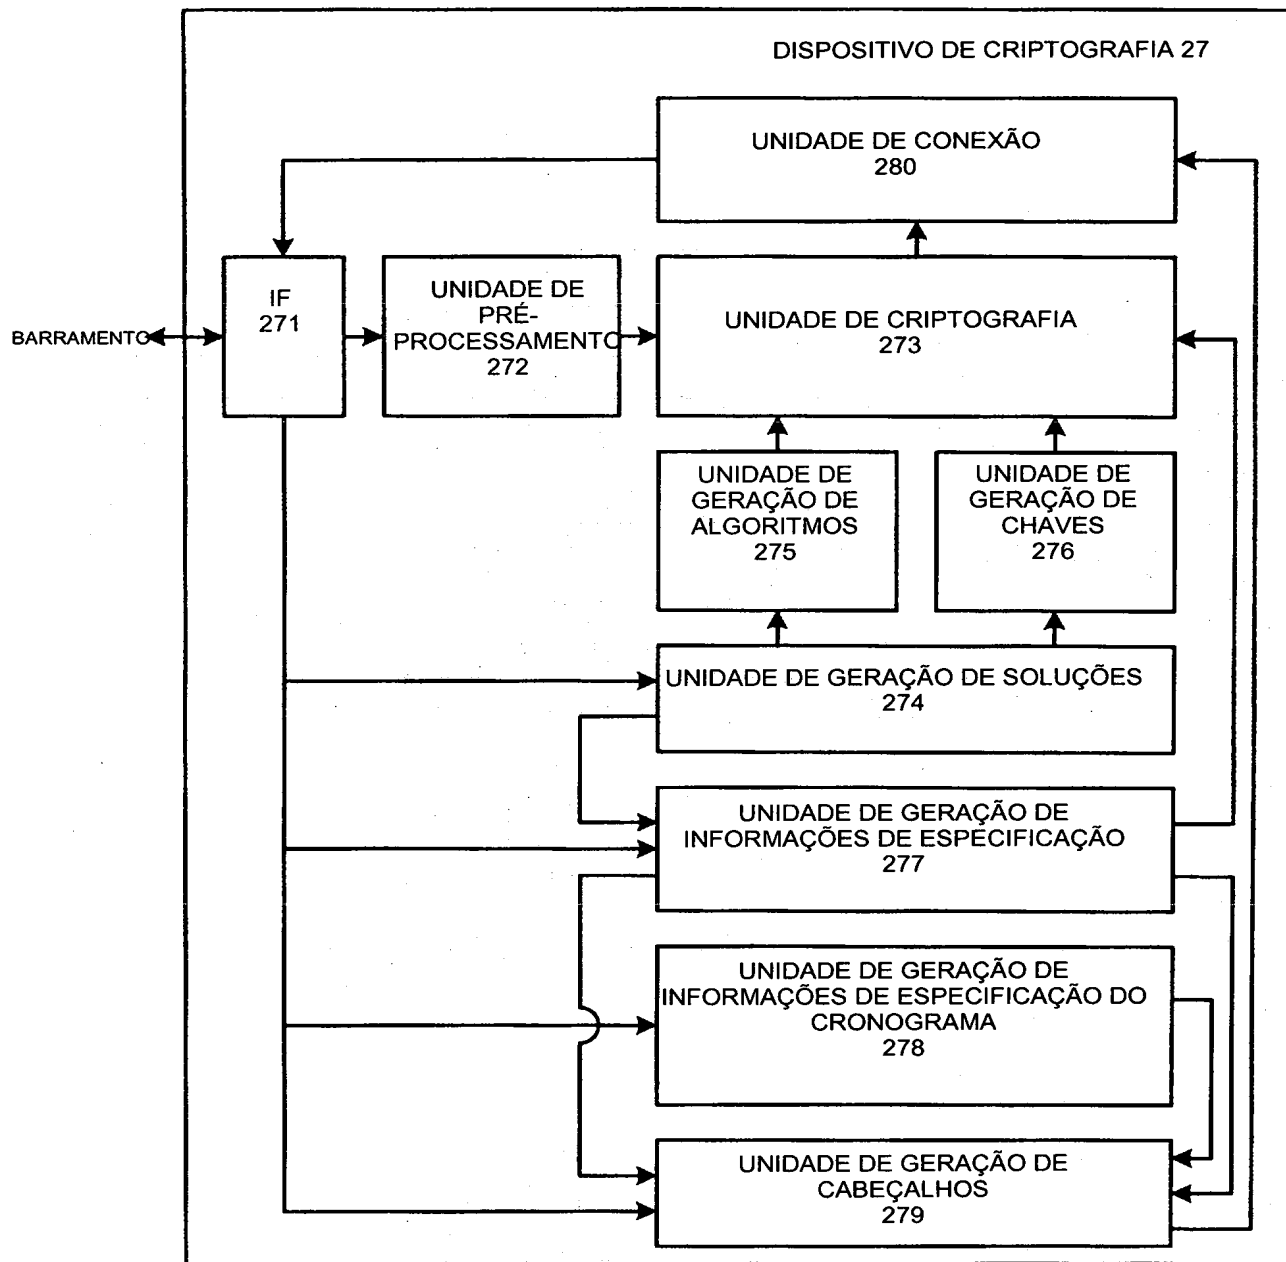 DISPOSITIVO DE CRIPTOGRAFIA 27
UNIDADE DE CONEXÃO
280
IF
271
UNIDADE DE
PRÉ-
PROCESSAMENTO
272
UNIDADE DE CRIPTOGRAFIA
273
BARRAMENTO
UNIDADE DE
GERAÇÃO DE
ALGORITMOS
275
UNIDADE DE
GERAÇÃO DE
CHAVES
276
UNIDADE DE GERAÇÃO DE SOLUÇÕES
274
UNIDADE DE GERAÇÃO DE
INFORMAÇÕES DE ESPECIFICAÇÃO
277
UNIDADE DE GERAÇÃO DE
INFORMAÇÕES DE ESPECIFICAÇÃO DO
CRONOGRAMA
278
UNIDADE DE GERAÇÃO DE
CABEÇALHOS
279